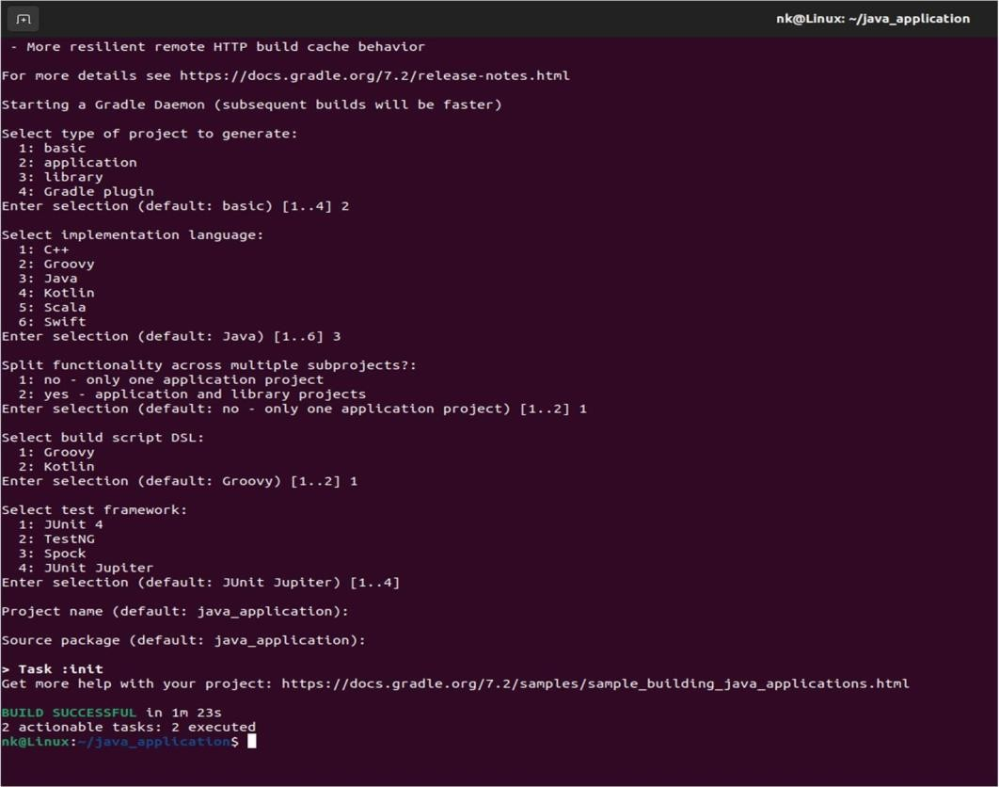 nk@Linux: ~/java_application
- More resilient remote HTTP build cache behavior
For more details see https://docs.gradle.org/7.2/release-notes.html
Starting a Gradle Daemon (subsequent builds will be faster)
Select type of project to generate:
1: basic
2: application
3: library
4: Gradle plugin
Enter selection (default: basic) [1..4] 2
Select implementation language:
1: C++
2: Groovy
3: Java
4: Kotlin
5: Scala
6: Swift
Enter selection (default: Java) [1..6] 3
Split functionality across multiple subprojects?:
1: no - only one application project
2: yes - application and library projects
Enter selection (default: no - only one application project) [1..2] 1
Select build script DSL:
1: Groovy
2: Kotlin
Enter selection (default: Groovy) [1..2] 1
Select test framework:
1: JUnit 4
2: TestNG
3: Spock
4: JUnit Jupiter
Enter selection (default: JUnit Jupiter) [1..4]
Project name (default: java_application):
Source package (default: java_application):
> Task :init
Get more help with your project: https://docs.gradle.org/7.2/samples/sample_building_java_applications.html
BUILD SUCCESSFUL in 1m 23s
2 actionable tasks: 2 executed
nk@Linux:~/java_application$